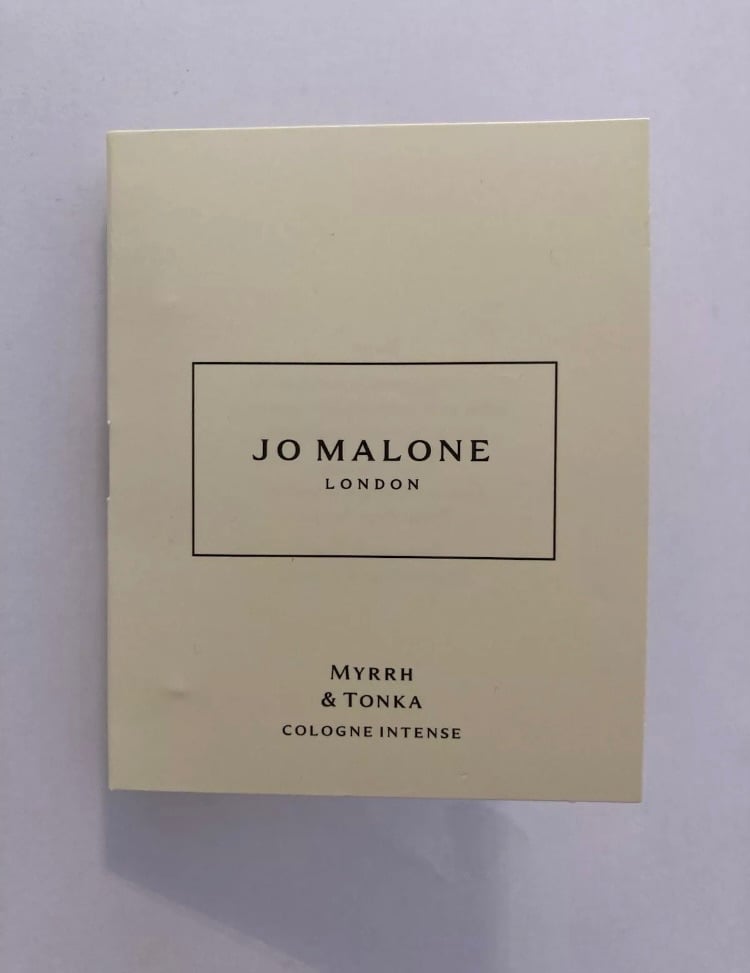 JO MALONE
LONDON
MYRRH
& TONKA
COLOGNE INTENSE